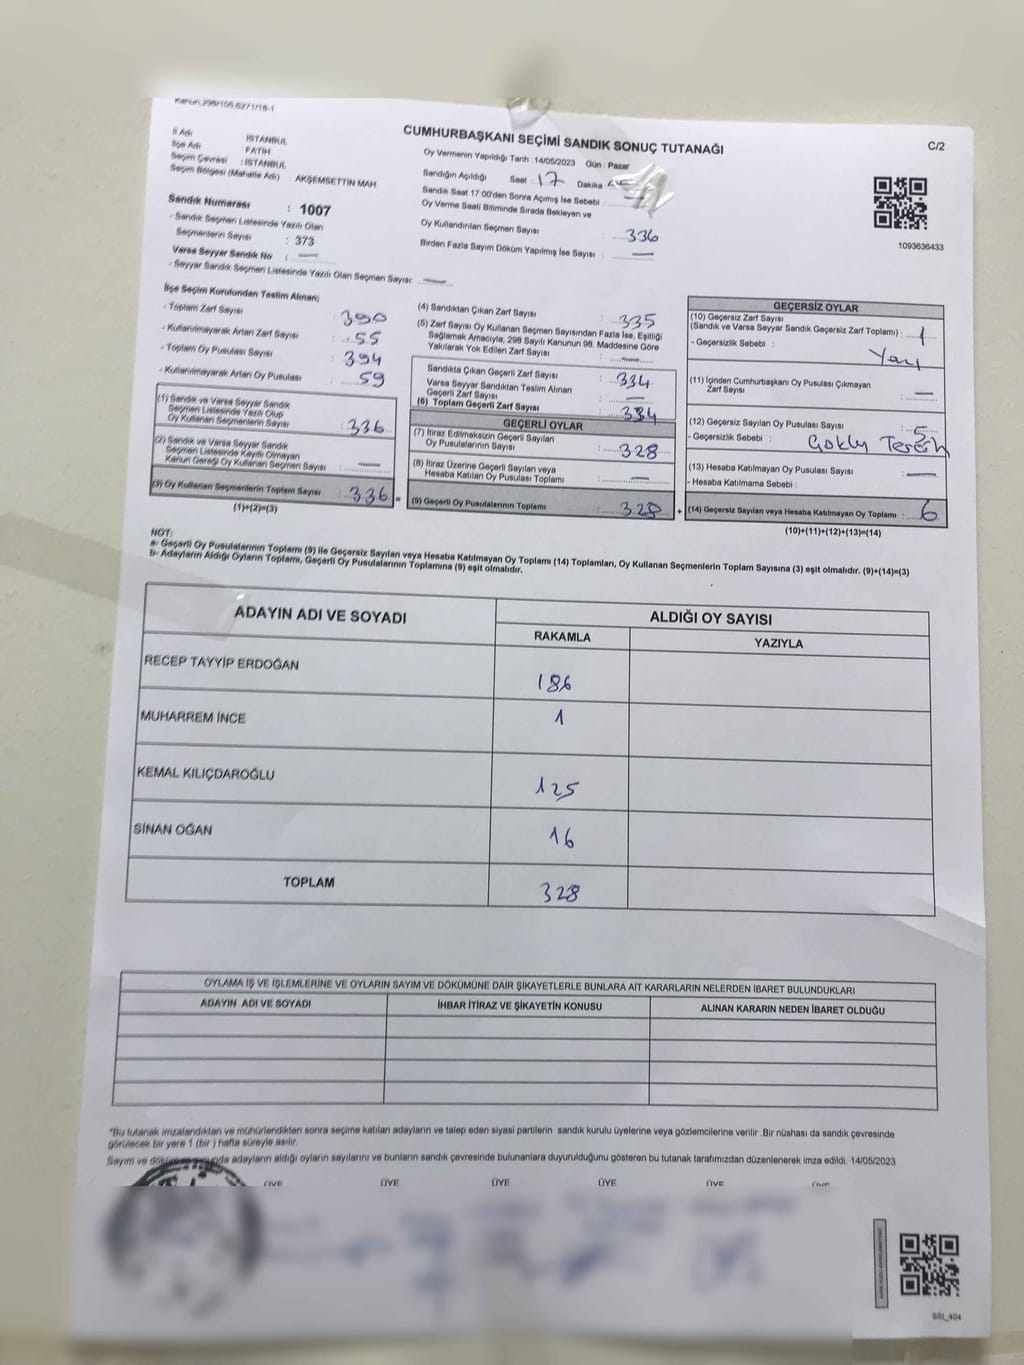 Kanun 298/105,6271/18-1
CUMHURBAŞKANI SEÇİMİ SANDIK SONUÇ TUTANAĞI
C/2
İl Adı : İSTANBUL
İlçe Adı : FATİH
Seçim Çevresi : İSTANBUL
Seçim Bölgesi (Mahalle Adı) : AKŞEMSETTİN MAH
Sandık Numarası : 1007
- Sandık Seçmen Listesinde Yazılı Olan
Seçmenlerin Sayısı : 373
Varsa Seyyar Sandık No : —
- Seyyar Sandık Seçmen Listesinde Yazılı Olan Seçmen Sayısı: —
Oy Vermenin Yapıldığı Tarih : 14/05/2023 Gün : Pazar
Sandığın Açıldığı Saat 17 Dakika
Sandık Saat 17:00'den Sonra Açılmış İse Sebebi :
Oy Verme Saati Bitiminde Sırada Bekleyen ve
Oy Kullandırılan Seçmen Sayısı : 336
Birden Fazla Sayım Döküm Yapılmış İse Sayısı : —
1093636433
İlçe Seçim Kurulundan Teslim Alınan;
- Toplam Zarf Sayısı : 390
- Kullanılmayarak Artan Zarf Sayısı : 55
- Toplam Oy Pusulası Sayısı : 394
- Kullanılmayarak Artan Oy Pusulası : 59
(1) Sandık ve Varsa Seyyar Sandık
Seçmen Listesinde Yazılı Olup
Oy Kullanan Seçmenlerin Sayısı : 336
(2) Sandık ve Varsa Seyyar Sandık
Seçmen Listesinde Kayıtlı Olmayan
Kanun Gereği Oy Kullanan Seçmen Sayısı : —
(3) Oy Kullanan Seçmenlerin Toplam Sayısı : 336 =
(1)+(2)=(3)
(4) Sandıktan Çıkan Zarf Sayısı : 335
(5) Zarf Sayısı Oy Kullanan Seçmen Sayısından Fazla İse, Eşitliği
Sağlamak Amacıyla, 298 Sayılı Kanunun 98. Maddesine Göre
Yakılarak Yok Edilen Zarf Sayısı : —
Sandıkta Çıkan Geçerli Zarf Sayısı : 334
Varsa Seyyar Sandıktan Teslim Alınan
Geçerli Zarf Sayısı : —
(6) Toplam Geçerli Zarf Sayısı : 334
GEÇERLİ OYLAR
(7) İtiraz Edilmeksizin Geçerli Sayılan
Oy Pusulalarının Sayısı : 328
(8) İtiraz Üzerine Geçerli Sayılan veya
Hesaba Katılan Oy Pusulası Toplamı : —
(9) Geçerli Oy Pusulalarının Toplamı : 328 +
GEÇERSİZ OYLAR
(10) Geçersiz Zarf Sayısı
(Sandık ve Varsa Seyyar Sandık Geçersiz Zarf Toplamı) : 1
- Geçersizlik Sebebi : Yazı
(11) İçinden Cumhurbaşkanı Oy Pusulası Çıkmayan
Zarf Sayısı : —
(12) Geçersiz Sayılan Oy Pusulası Sayısı : 5
- Geçersizlik Sebebi : Çoklu Tercih
(13) Hesaba Katılmayan Oy Pusulası Sayısı : —
- Hesaba Katılmama Sebebi :
(14) Geçersiz Sayılan veya Hesaba Katılmayan Oy Toplamı : 6
(10)+(11)+(12)+(13)=(14)
NOT:
a- Geçerli Oy Pusulalarının Toplamı (9) ile Geçersiz Sayılan veya Hesaba Katılmayan Oy Toplamı (14) Toplamları, Oy Kullanan Seçmenlerin Toplam Sayısına (3) eşit olmalıdır. (9)+(14)=(3)
b- Adayların Aldığı Oyların Toplamı, Geçerli Oy Pusulalarının Toplamına (9) eşit olmalıdır.
ADAYIN ADI VE SOYADI
ALDIĞI OY SAYISI
RAKAMLA YAZIYLA
RECEP TAYYİP ERDOĞAN 186
MUHARREM İNCE 1
KEMAL KILIÇDAROĞLU 125
SİNAN OĞAN 16
TOPLAM 328
OYLAMA İŞ VE İŞLEMLERİNE VE OYLARIN SAYIM VE DÖKÜMÜNE DAİR ŞİKAYETLERLE BUNLARA AİT KARARLARIN NELERDEN İBARET BULUNDUKLARI
ADAYIN ADI VE SOYADI İHBAR İTİRAZ VE ŞİKAYETİN KONUSU ALINAN KARARIN NEDEN İBARET OLDUĞU
*Bu tutanak imzalandıktan ve mühürlendikten sonra seçime katılan adayların ve talep eden siyasi partilerin sandık kurulu üyelerine veya gözlemcilerine verilir .Bir nüshası da sandık çevresinde
görülecek bir yere 1 (bir ) hafta süreyle asılır.
Sayım ve dökümünde adayların aldığı oyların sayılarını ve bunların sandık çevresinde bulunanlara duyurulduğunu gösteren bu tutanak tarafımızdan düzenlenerek imza edildi. 14/05/2023
ÜYE ÜYE ÜYE ÜYE ÜYE ÜYE
SGL_404